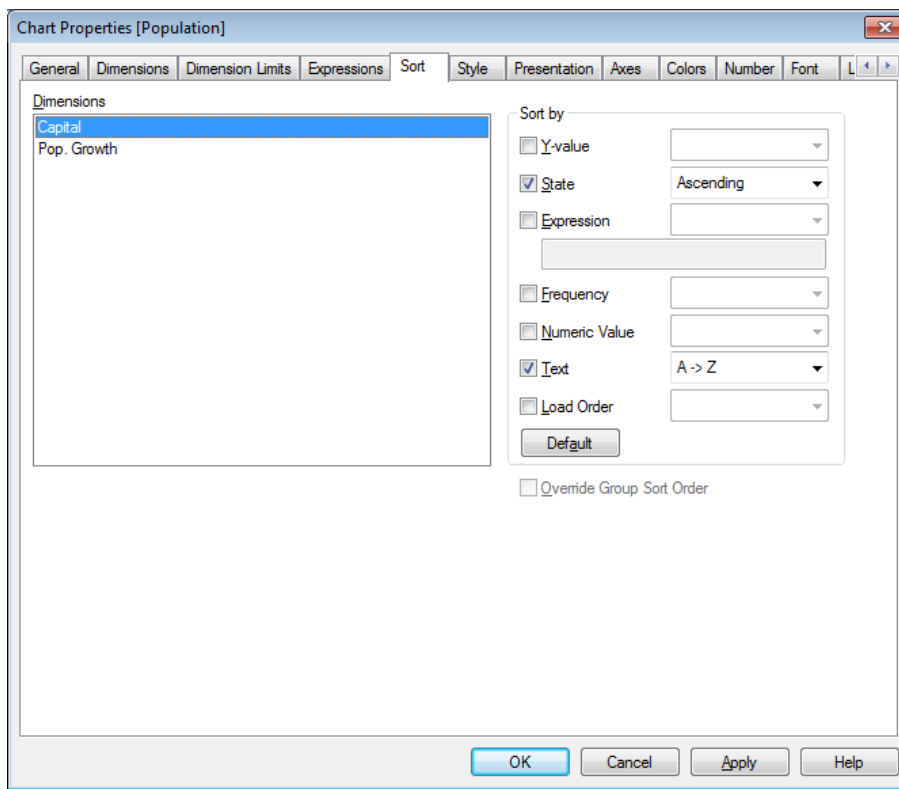 Chart Properties [Population]
General Dimensions Dimension Limits Expressions Sort Style Presentation Axes Colors Number Font L
Dimensions
Capital
Pop. Growth
Sort by
Y-value
State Ascending
Expression
Frequency
Numeric Value
Text A -> Z
Load Order
Default
Override Group Sort Order
OK Cancel Apply Help